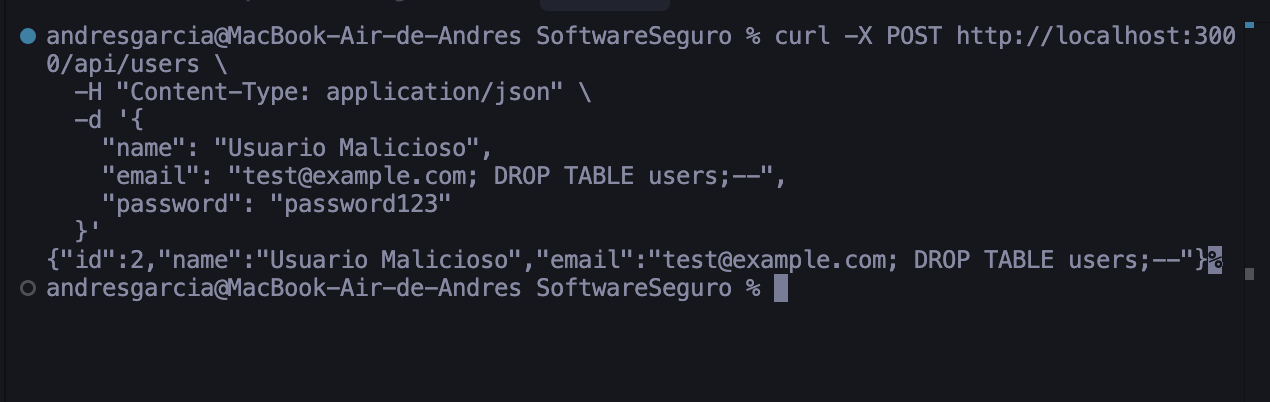 andresgarcia@MacBook-Air-de-Andres SoftwareSeguro % curl -X POST http://localhost:300
0/api/users \
-H "Content-Type: application/json" \
-d '{
"name": "Usuario Malicioso",
"email": "test@example.com; DROP TABLE users;--",
"password": "password123"
}'
{"id":2,"name":"Usuario Malicioso","email":"test@example.com; DROP TABLE users;--"}%
andresgarcia@MacBook-Air-de-Andres SoftwareSeguro %